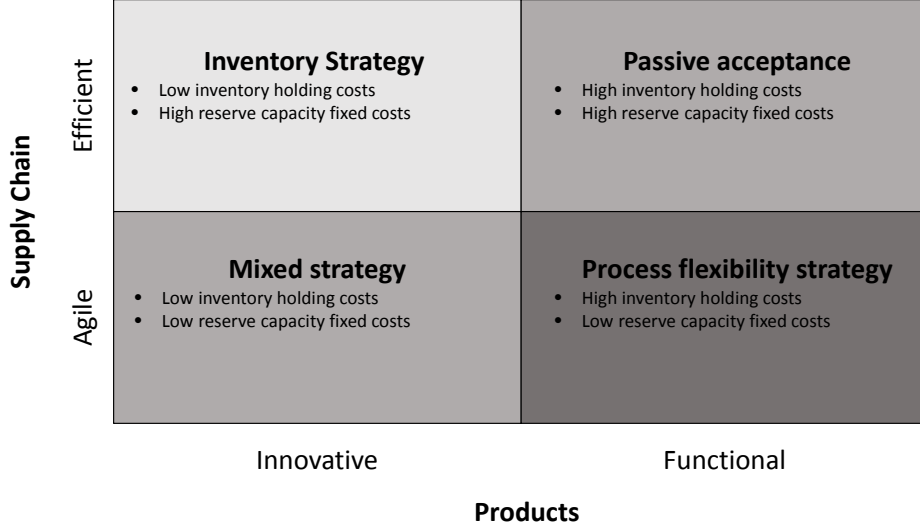 Supply Chain
Efficient
Inventory Strategy
• Low inventory holding costs
• High reserve capacity fixed costs
Passive acceptance
• High inventory holding costs
• High reserve capacity fixed costs
Agile
Mixed strategy
• Low inventory holding costs
• Low reserve capacity fixed costs
Process flexibility strategy
• High inventory holding costs
• Low reserve capacity fixed costs
Innovative
Functional
Products